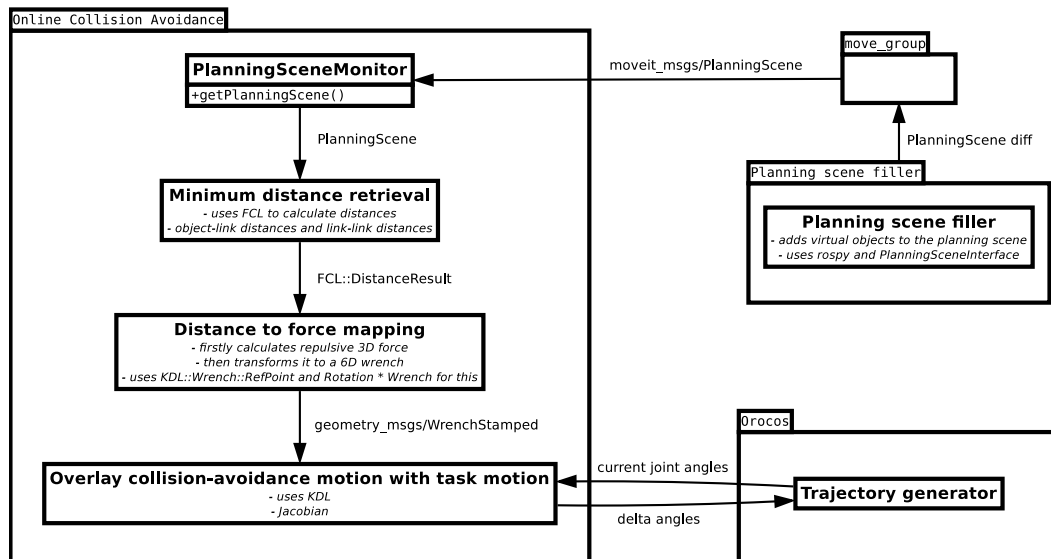 Online Collision Avoidance
PlanningSceneMonitor
+getPlanningScene()
PlanningScene
Minimum distance retrieval
- uses FCL to calculate distances
- object-link distances and link-link distances
FCL::DistanceResult
Distance to force mapping
- firstly calculates repulsive 3D force
- then transforms it to a 6D wrench
- uses KDL::Wrench::RefPoint and Rotation * Wrench for this
geometry_msgs/WrenchStamped
Overlay collision-avoidance motion with task motion
- uses KDL
- Jacobian
moveit_msgs/PlanningScene
move_group
PlanningScene diff
Planning scene filler
Planning scene filler
- adds virtual objects to the planning scene
- uses rospy and PlanningSceneInterface
current joint angles
delta angles
Orocos
Trajectory generator